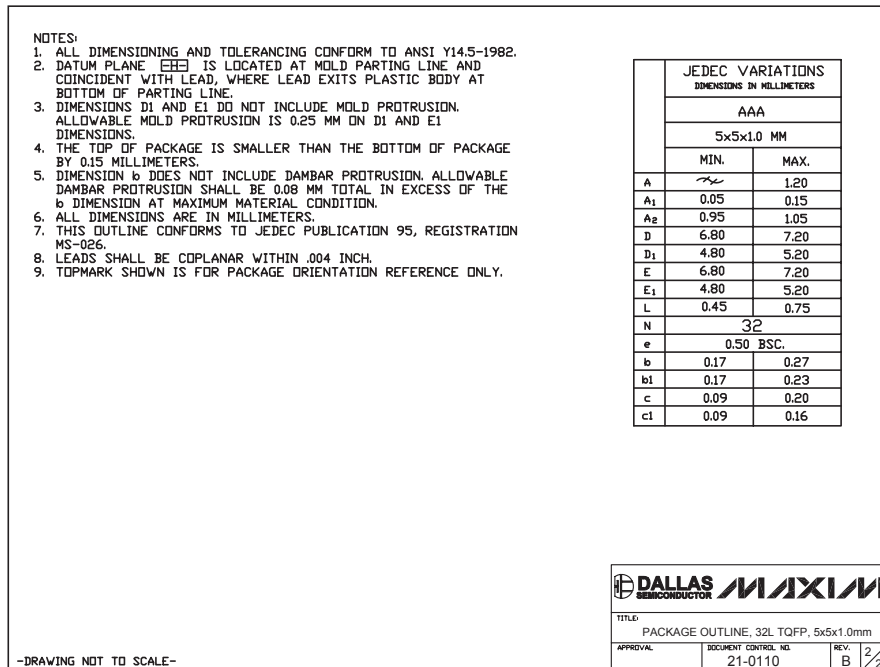 NOTES:
1. ALL DIMENSIONING AND TOLERANCING CONFORM TO ANSI Y14.5-1982.
2. DATUM PLANE -H- IS LOCATED AT MOLD PARTING LINE AND
COINCIDENT WITH LEAD, WHERE LEAD EXITS PLASTIC BODY AT
BOTTOM OF PARTING LINE.
3. DIMENSIONS D1 AND E1 DO NOT INCLUDE MOLD PROTRUSION.
ALLOWABLE MOLD PROTRUSION IS 0.25 MM ON D1 AND E1
DIMENSIONS.
4. THE TOP OF PACKAGE IS SMALLER THAN THE BOTTOM OF PACKAGE
BY 0.15 MILLIMETERS.
5. DIMENSION b DOES NOT INCLUDE DAMBAR PROTRUSION. ALLOWABLE
DAMBAR PROTRUSION SHALL BE 0.08 MM TOTAL IN EXCESS OF THE
b DIMENSION AT MAXIMUM MATERIAL CONDITION.
6. ALL DIMENSIONS ARE IN MILLIMETERS.
7. THIS OUTLINE CONFORMS TO JEDEC PUBLICATION 95, REGISTRATION
MS-026.
8. LEADS SHALL BE COPLANAR WITHIN .004 INCH.
9. TOPMARK SHOWN IS FOR PACKAGE ORIENTATION REFERENCE ONLY.
JEDEC VARIATIONS
DIMENSIONS IN MILLIMETERS
AAA
5x5x1.0 MM
MIN. MAX.
A 1.20
A1 0.05 0.15
A2 0.95 1.05
D 6.80 7.20
D1 4.80 5.20
E 6.80 7.20
E1 4.80 5.20
L 0.45 0.75
N 32
e 0.50 BSC.
b 0.17 0.27
b1 0.17 0.23
c 0.09 0.20
c1 0.09 0.16
DALLAS SEMICONDUCTOR MAXIM
TITLE:
PACKAGE OUTLINE, 32L TQFP, 5x5x1.0mm
APPROVAL DOCUMENT CONTROL NO. REV.
21-0110 B 2/2
-DRAWING NOT TO SCALE-